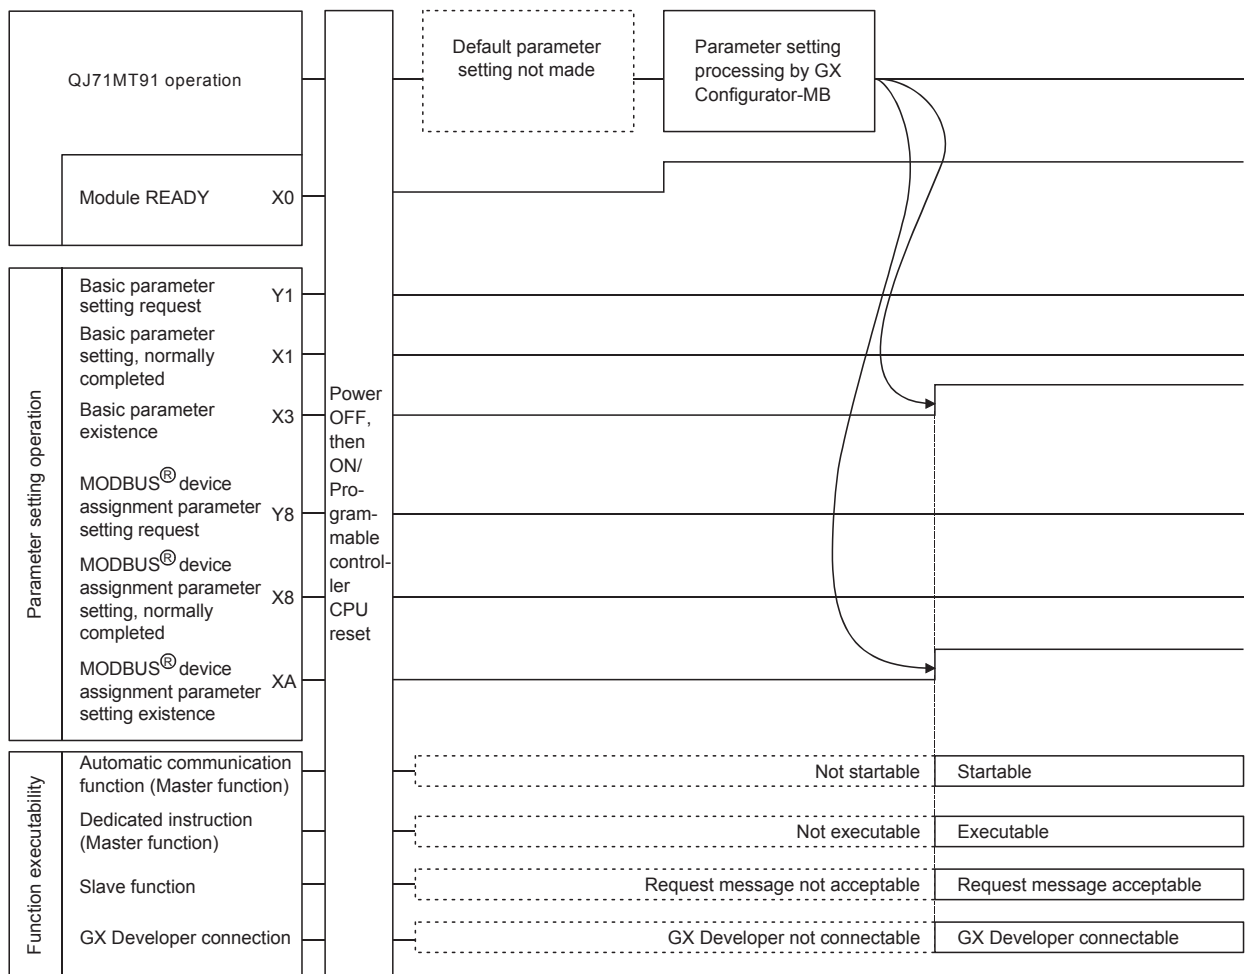 QJ71MT91 operation
Default parameter
setting not made
Parameter setting
processing by GX
Configurator-MB
Module READY X0
Parameter setting operation
Basic parameter
setting request Y1
Basic parameter
setting, normally
completed X1
Basic parameter
existence X3
MODBUS® device
assignment parameter
setting request Y8
MODBUS® device
assignment parameter
setting, normally
completed X8
MODBUS® device
assignment parameter
setting existence XA
Power
OFF,
then
ON/
Pro-
gram-
mable
control-
ler
CPU
reset
Function executability
Automatic communication
function (Master function)
Not startable Startable
Dedicated instruction
(Master function)
Not executable Executable
Slave function
Request message not acceptable Request message acceptable
GX Developer connection
GX Developer not connectable GX Developer connectable